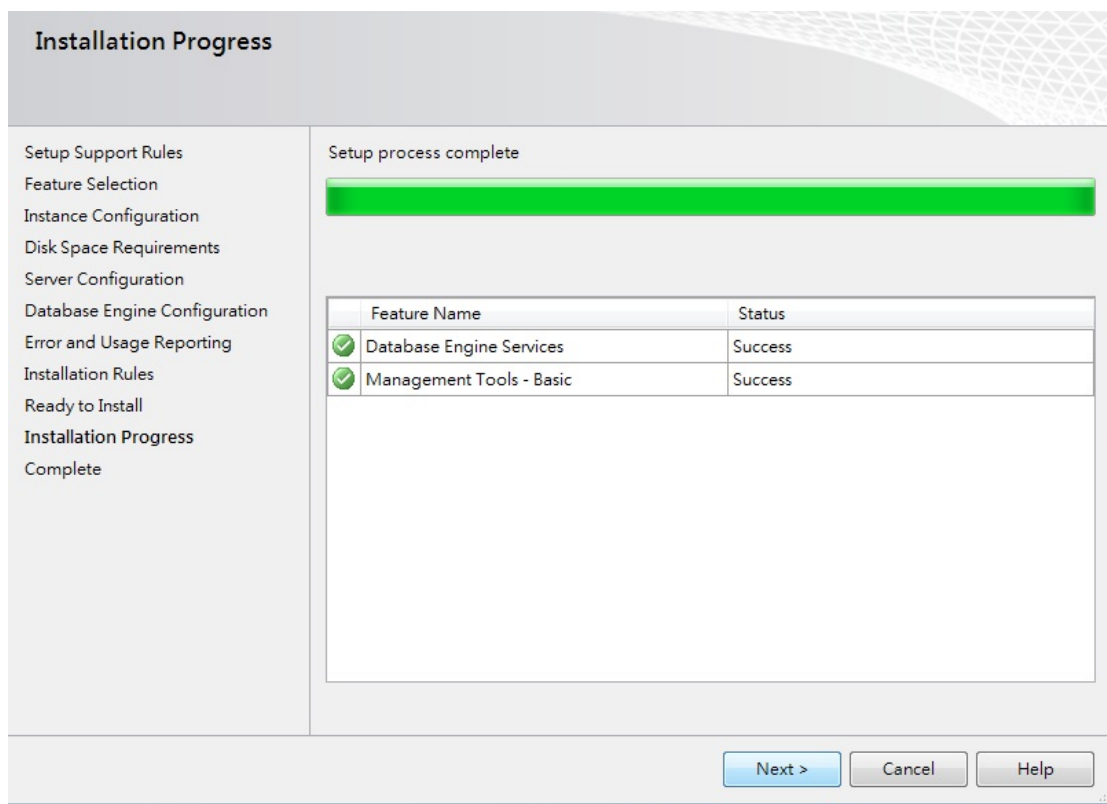 Installation Progress
Setup Support Rules
Feature Selection
Instance Configuration
Disk Space Requirements
Server Configuration
Database Engine Configuration
Error and Usage Reporting
Installation Rules
Ready to Install
Installation Progress
Complete
Setup process complete
Feature Name Status
Database Engine Services Success
Management Tools - Basic Success
Next > Cancel Help